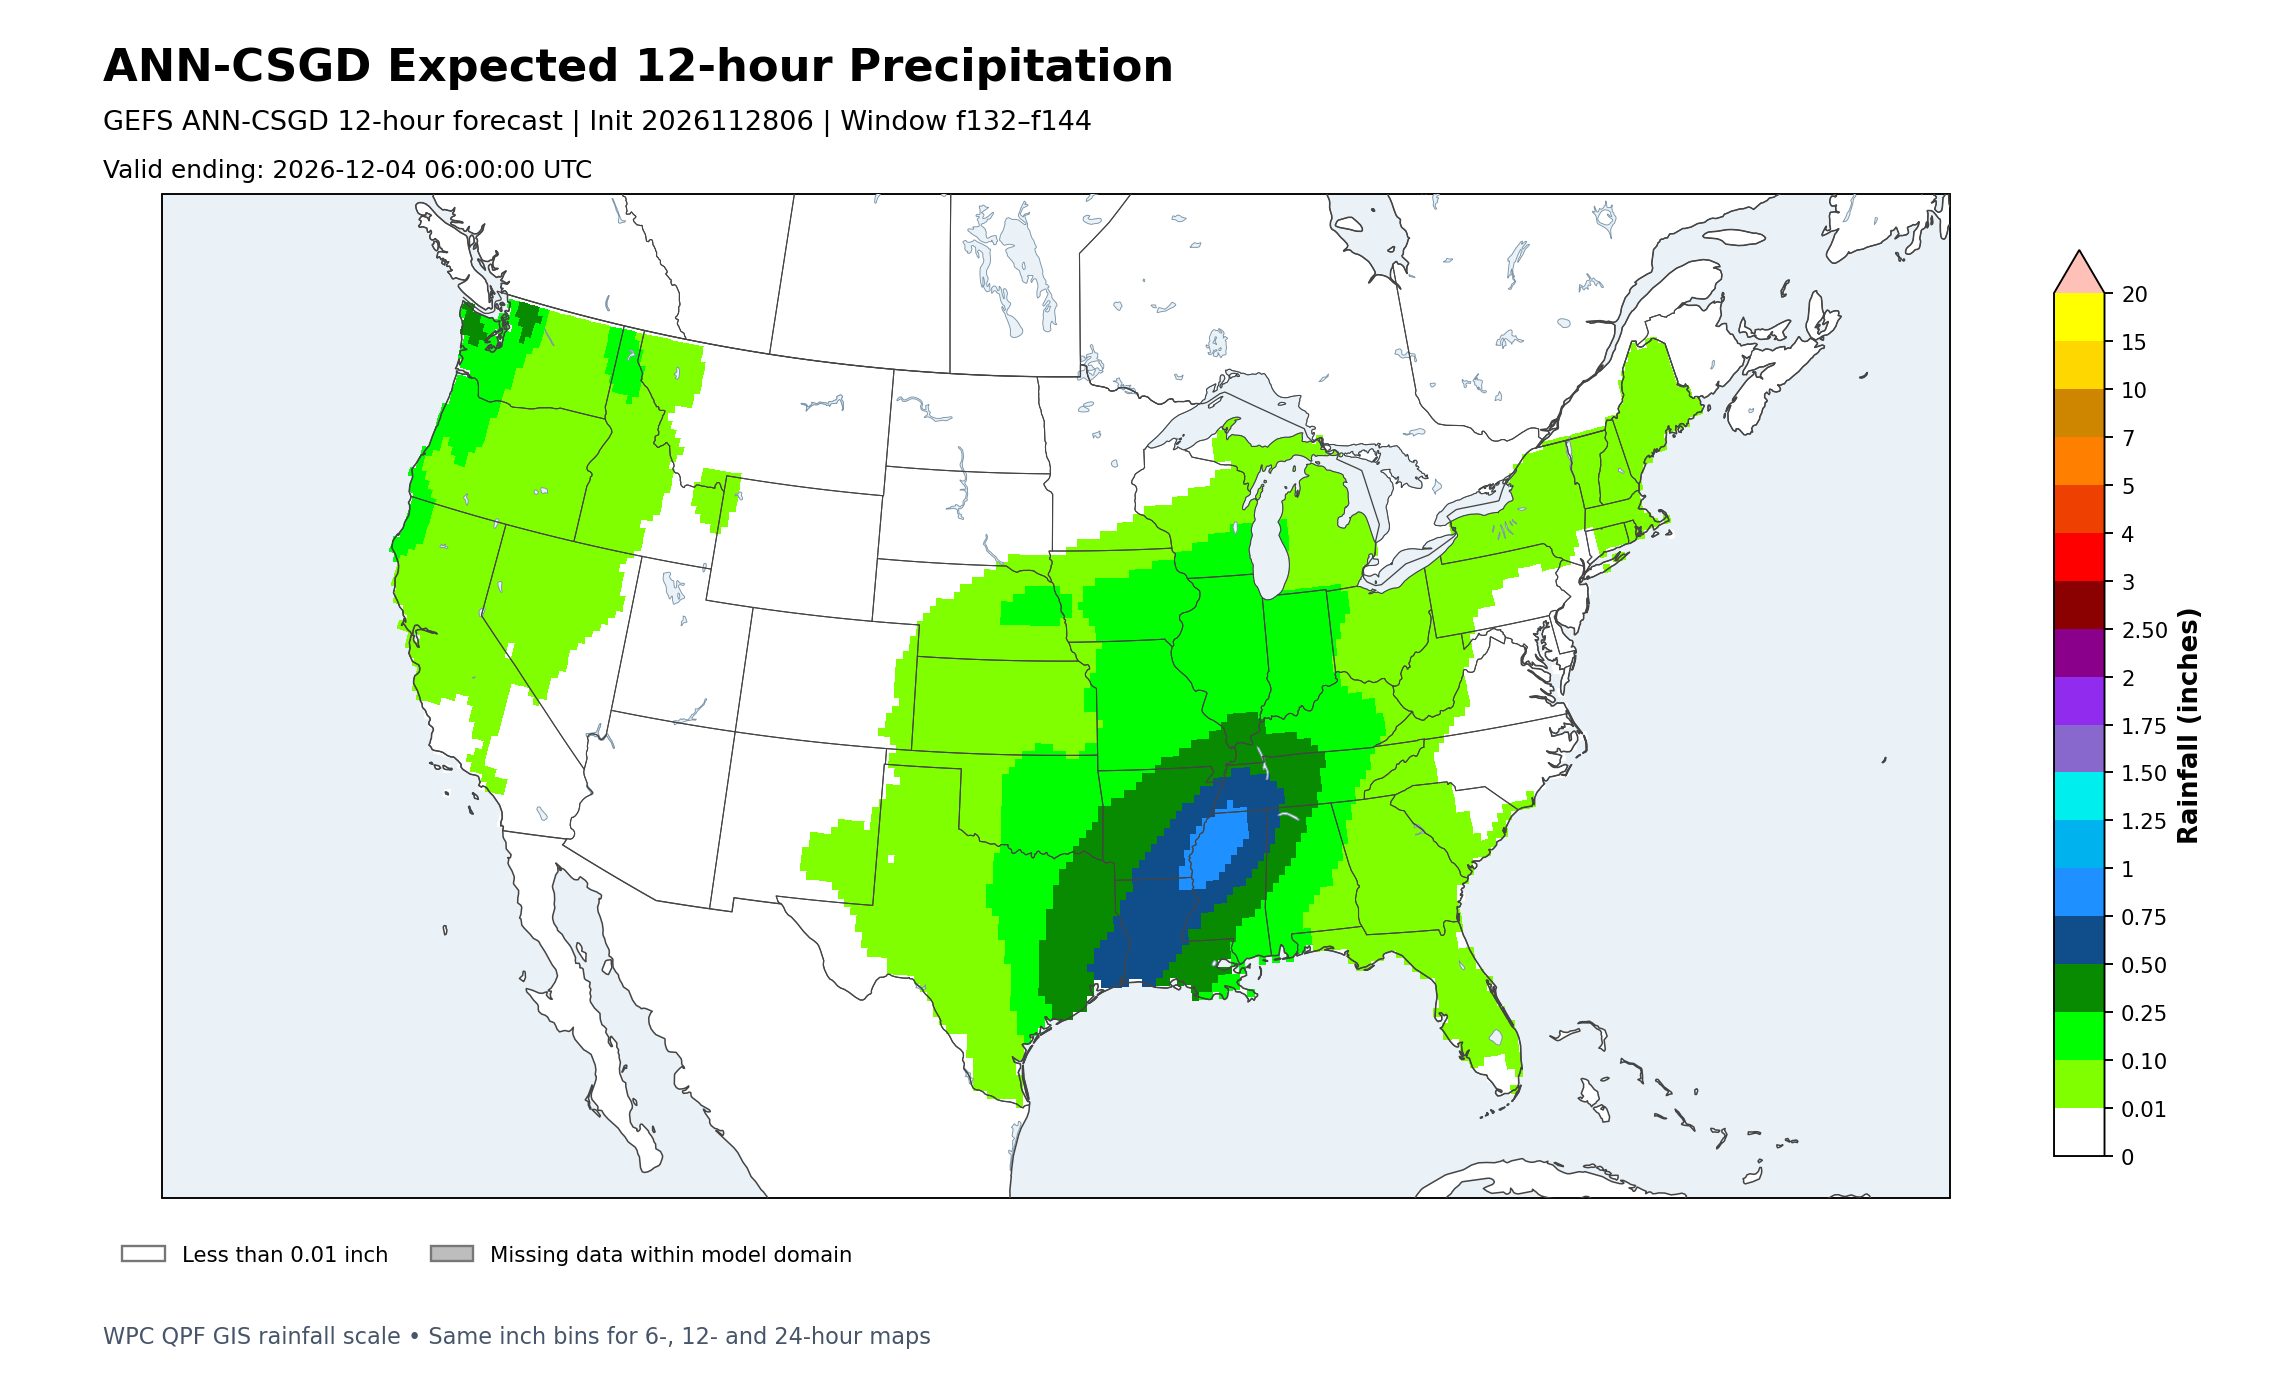 ANN-CSGD Expected 12-hour Precipitation
GEFS ANN-CSGD 12-hour forecast | Init 2026112806 | Window f132–f144
Valid ending: 2026-12-04 06:00:00 UTC
20
15
10
7
5
4
3
2.50
2
1.75
1.50
1.25
1
0.75
0.50
0.25
0.10
0.01
0
Rainfall (inches)
Less than 0.01 inch
Missing data within model domain
WPC QPF GIS rainfall scale • Same inch bins for 6-, 12- and 24-hour maps